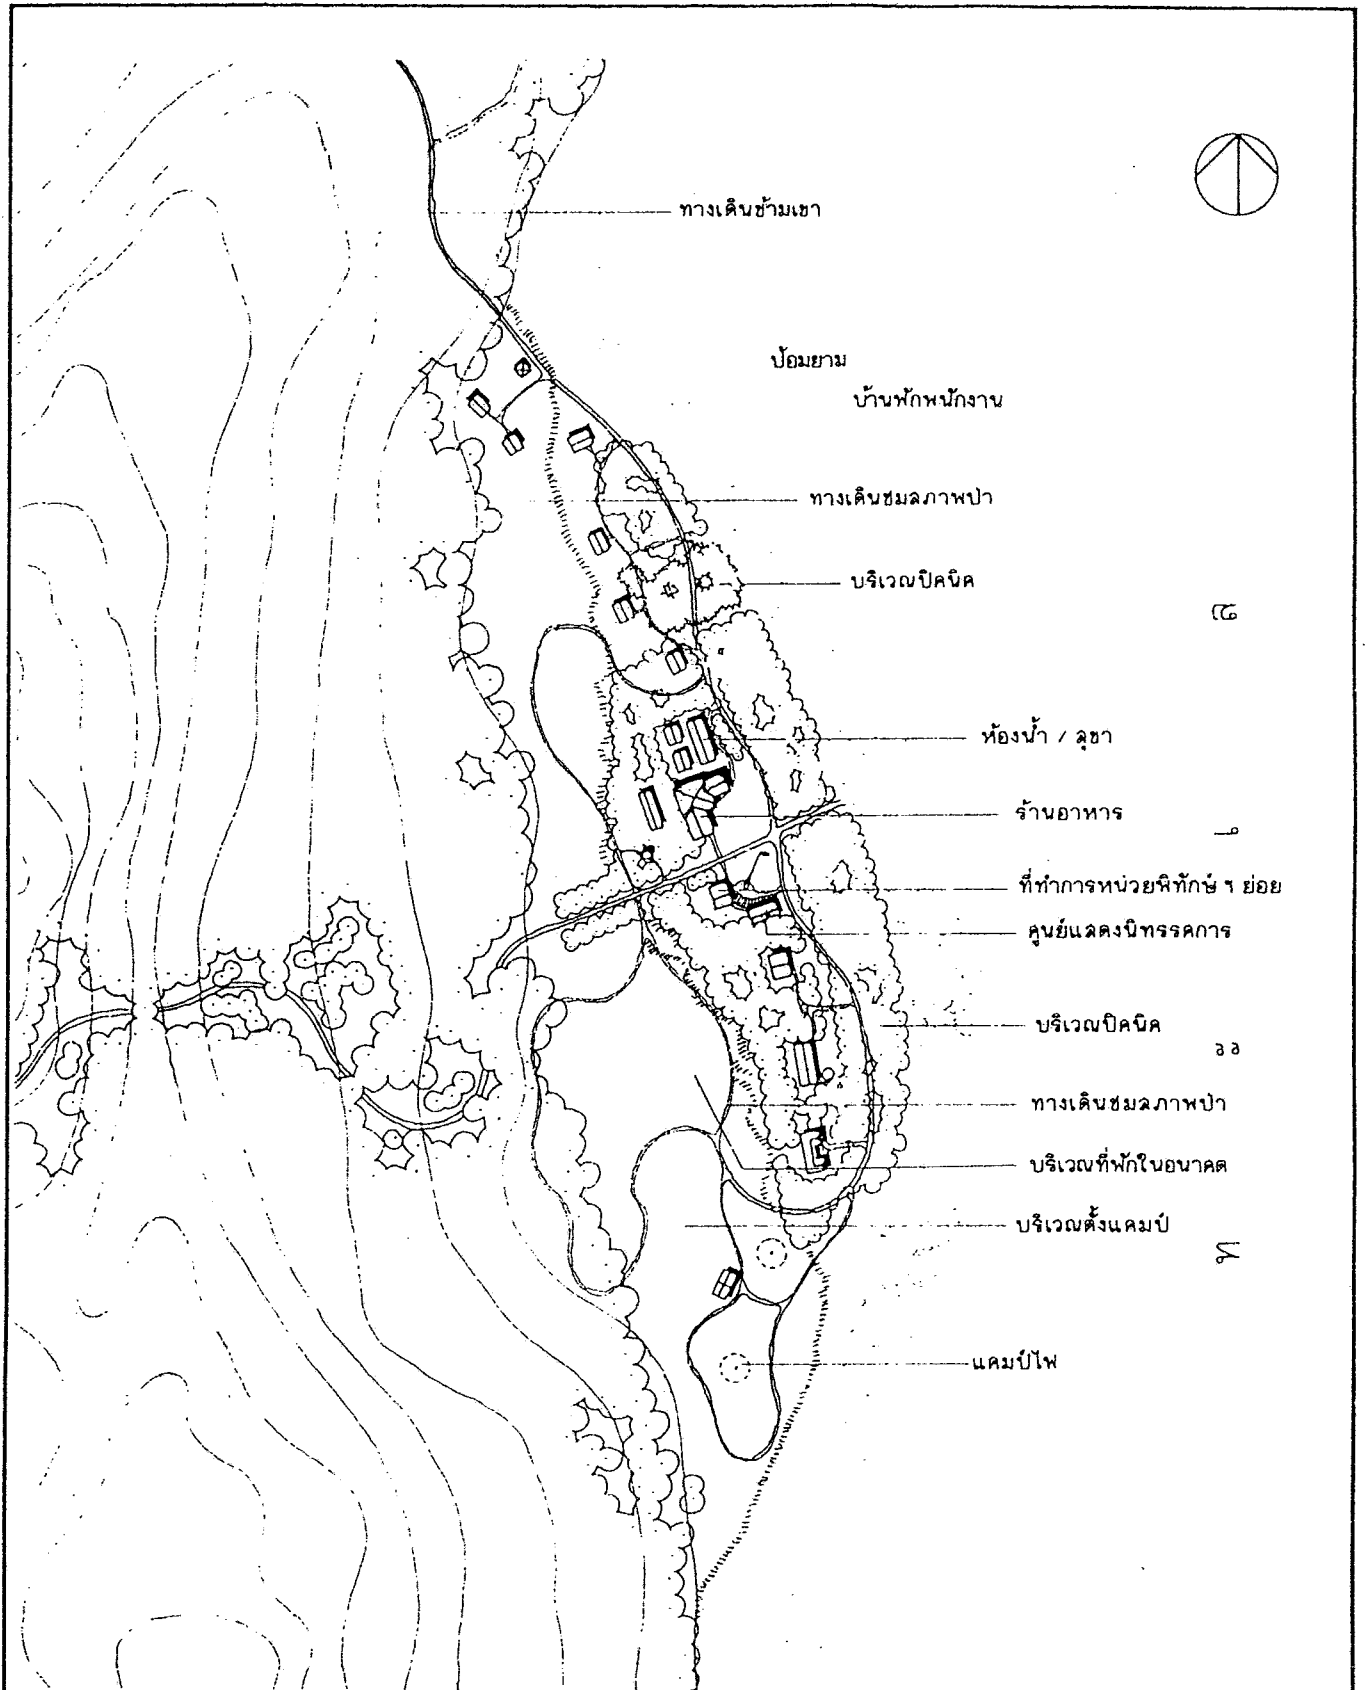 ทางเดินข้ามเขา
ป้อมยาม
บ้านพักพนักงาน
ทางเดินชมสภาพป่า
บริเวณปิคนิค
ห้องน้ำ / สุขา
ร้านอาหาร
ที่ทำการหน่วยพิทักษ์ ฯ ย่อย
ศูนย์แสดงนิทรรศการ
บริเวณปิคนิค
ทางเดินชมสภาพป่า
บริเวณที่พักในอนาคต
บริเวณตั้งแคมป์
แคมป์ไฟ